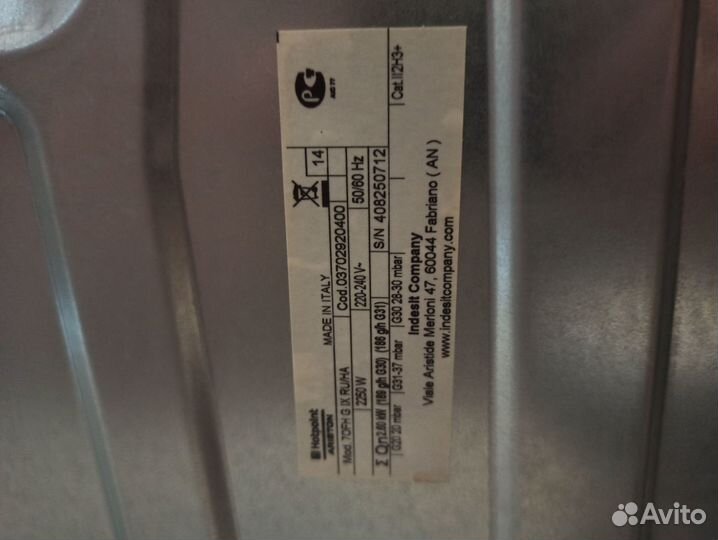 Hotpoint
ARISTON
MADE IN ITALY
14
Mod. 7OFH G IX RU/HA
Cod.03702920400
2250 W
220-240 V~
50/60 Hz
Σ Qn 2.60 kW (189 g/h G30) (186 g/h G31)
S/N 408250712
G20 20 mbar
G31-37 mbar
G30 28-30 mbar
Cat.II2H3+
Indesit Company
Viale Aristide Merloni 47, 60044 Fabriano ( AN )
www.indesitcompany.com
Avito